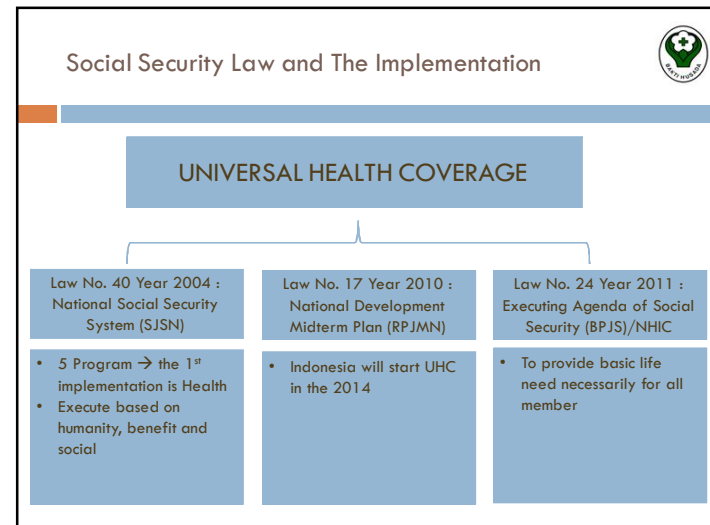 Social Security Law and The Implementation
BAKTI HUSADA
UNIVERSAL HEALTH COVERAGE
Law No. 40 Year 2004 :
National Social Security
System (SJSN)
• 5 Program → the 1st
implementation is Health
• Execute based on
humanity, benefit and
social
Law No. 17 Year 2010 :
National Development
Midterm Plan (RPJMN)
• Indonesia will start UHC
in the 2014
Law No. 24 Year 2011 :
Executing Agenda of Social
Security (BPJS)/NHIC
• To provide basic life
need necessarily for all
member